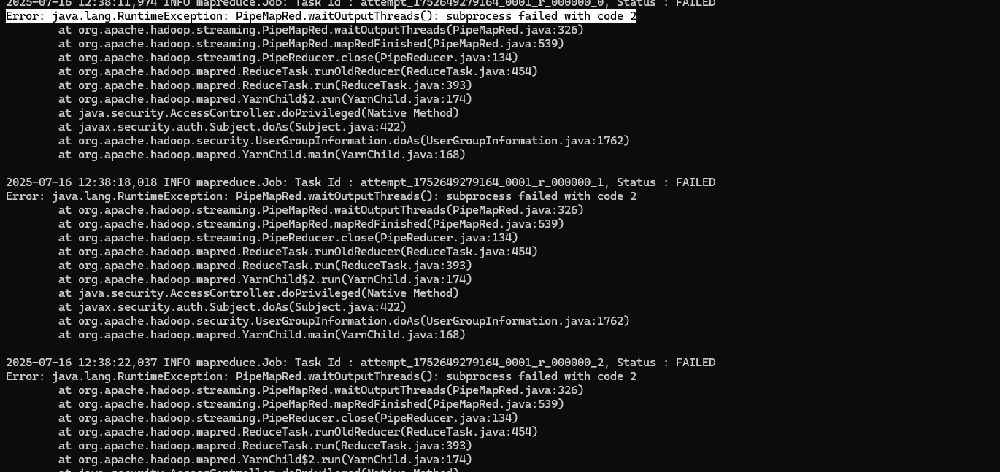 2025-07-16 12:38:11,974 INFO mapreduce.Job: Task Id : attempt_1752649279164_0001_r_000000_0, Status : FAILED
Error: java.lang.RuntimeException: PipeMapRed.waitOutputThreads(): subprocess failed with code 2
        at org.apache.hadoop.streaming.PipeMapRed.waitOutputThreads(PipeMapRed.java:326)
        at org.apache.hadoop.streaming.PipeMapRed.mapRedFinished(PipeMapRed.java:539)
        at org.apache.hadoop.streaming.PipeReducer.close(PipeReducer.java:134)
        at org.apache.hadoop.mapred.ReduceTask.runOldReducer(ReduceTask.java:454)
        at org.apache.hadoop.mapred.ReduceTask.run(ReduceTask.java:393)
        at org.apache.hadoop.mapred.YarnChild$2.run(YarnChild.java:174)
        at java.security.AccessController.doPrivileged(Native Method)
        at javax.security.auth.Subject.doAs(Subject.java:422)
        at org.apache.hadoop.security.UserGroupInformation.doAs(UserGroupInformation.java:1762)
        at org.apache.hadoop.mapred.YarnChild.main(YarnChild.java:168)
2025-07-16 12:38:18,018 INFO mapreduce.Job: Task Id : attempt_1752649279164_0001_r_000000_1, Status : FAILED
Error: java.lang.RuntimeException: PipeMapRed.waitOutputThreads(): subprocess failed with code 2
        at org.apache.hadoop.streaming.PipeMapRed.waitOutputThreads(PipeMapRed.java:326)
        at org.apache.hadoop.streaming.PipeMapRed.mapRedFinished(PipeMapRed.java:539)
        at org.apache.hadoop.streaming.PipeReducer.close(PipeReducer.java:134)
        at org.apache.hadoop.mapred.ReduceTask.runOldReducer(ReduceTask.java:454)
        at org.apache.hadoop.mapred.ReduceTask.run(ReduceTask.java:393)
        at org.apache.hadoop.mapred.YarnChild$2.run(YarnChild.java:174)
        at java.security.AccessController.doPrivileged(Native Method)
        at javax.security.auth.Subject.doAs(Subject.java:422)
        at org.apache.hadoop.security.UserGroupInformation.doAs(UserGroupInformation.java:1762)
        at org.apache.hadoop.mapred.YarnChild.main(YarnChild.java:168)
2025-07-16 12:38:22,037 INFO mapreduce.Job: Task Id : attempt_1752649279164_0001_r_000000_2, Status : FAILED
Error: java.lang.RuntimeException: PipeMapRed.waitOutputThreads(): subprocess failed with code 2
        at org.apache.hadoop.streaming.PipeMapRed.waitOutputThreads(PipeMapRed.java:326)
        at org.apache.hadoop.streaming.PipeMapRed.mapRedFinished(PipeMapRed.java:539)
        at org.apache.hadoop.streaming.PipeReducer.close(PipeReducer.java:134)
        at org.apache.hadoop.mapred.ReduceTask.runOldReducer(ReduceTask.java:454)
        at org.apache.hadoop.mapred.ReduceTask.run(ReduceTask.java:393)
        at org.apache.hadoop.mapred.YarnChild$2.run(YarnChild.java:174)
        at java.security.AccessController.doPrivileged(Native Method)